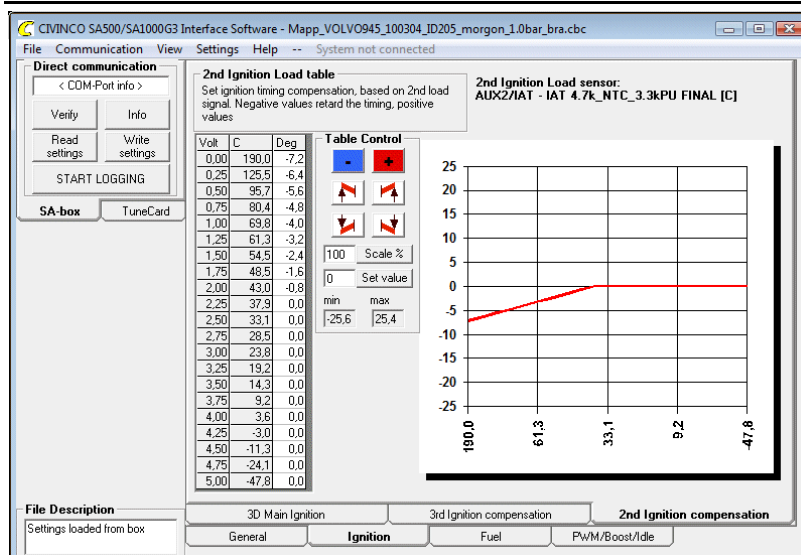 CIVINCO SA500/SA1000G3 Interface Software - Mapp_VOLVO945_100304_ID205_morgon_1.0bar_bra.cbc
File Communication View Settings Help -- System not connected
Direct communication
< COM-Port info >
Verify Info
Read settings Write settings
START LOGGING
SA-box TuneCard
2nd Ignition Load table
Set ignition timing compensation, based on 2nd load
signal. Negative values retard the timing, positive
values
2nd Ignition Load sensor:
AUX2/IAT - IAT 4.7k_NTC_3.3kPU FINAL [C]
Volt C Deg
0,00 190,0 -7,2
0,25 125,5 -6,4
0,50 95,7 -5,6
0,75 80,4 -4,8
1,00 69,8 -4,0
1,25 61,3 -3,2
1,50 54,5 -2,4
1,75 48,5 -1,6
2,00 43,0 -0,8
2,25 37,9 0,0
2,50 33,1 0,0
2,75 28,5 0,0
3,00 23,8 0,0
3,25 19,2 0,0
3,50 14,3 0,0
3,75 9,2 0,0
4,00 3,6 0,0
4,25 -3,0 0,0
4,50 -11,3 0,0
4,75 -24,1 0,0
5,00 -47,8 0,0
Table Control
- +
100 Scale %
0 Set value
min max
-25,6 25,4
25
20
15
10
5
0
-5
-10
-15
-20
-25
190,0 61,3 33,1 9,2 -47,8
3D Main Ignition 3rd Ignition compensation 2nd Ignition compensation
General Ignition Fuel PWM/Boost/Idle
File Description
Settings loaded from box